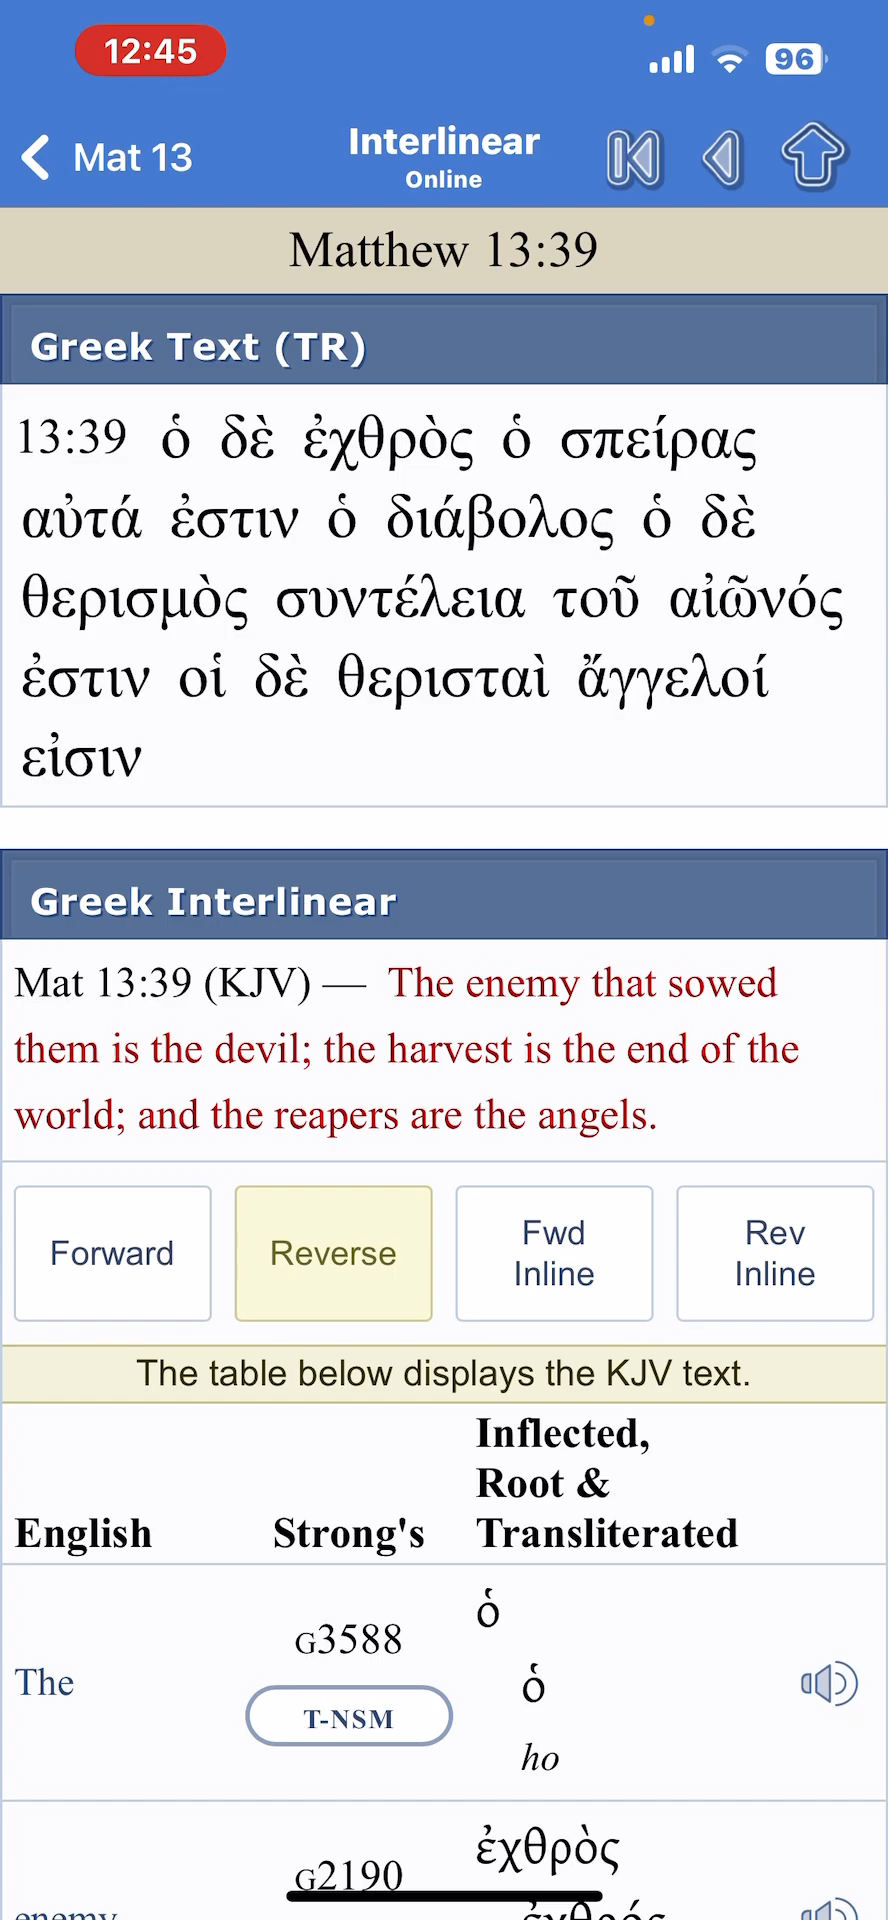 12:45
96
Mat 13
Interlinear
Online
Matthew 13:39
Greek Text (TR)
13:39 ὁ δὲ ἐχθρὸς ὁ σπείρας
αὐτά ἐστιν ὁ διάβολος ὁ δὲ
θερισμὸς συντέλεια τοῦ αἰῶνός
ἐστιν οἱ δὲ θερισταὶ ἄγγελοί
εἰσιν
Greek Interlinear
Mat 13:39 (KJV) — The enemy that sowed
them is the devil; the harvest is the end of the
world; and the reapers are the angels.
Forward
Reverse
Fwd
Inline
Rev
Inline
The table below displays the KJV text.
English
Strong's
Inflected,
Root &
Transliterated
The
G3588
T-NSM
ὁ
ὁ
ho
enemy
G2190
ἐχθρὸς
ἐχθρός